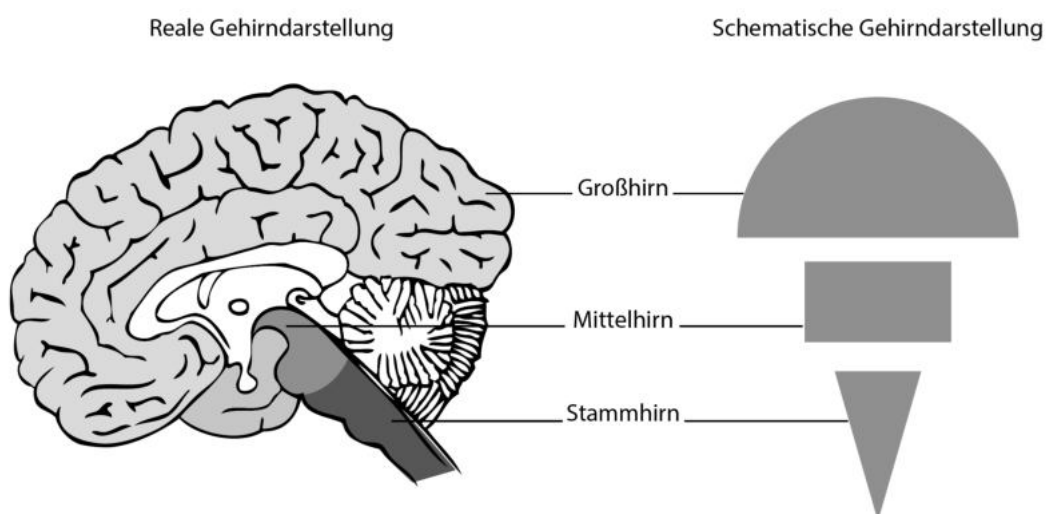 Reale Gehirndarstellung
Schematische Gehirndarstellung
Großhirn
Mittelhirn
Stammhirn